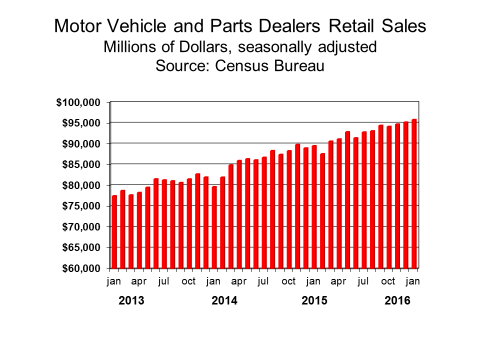 Motor Vehicle and Parts Dealers Retail Sales
Millions of Dollars, seasonally adjusted
Source: Census Bureau
$100,000
$95,000
$90,000
$85,000
$80,000
$75,000
$70,000
$65,000
$60,000
jan apr jul oct jan apr jul oct jan apr jul oct jan
2013 2014 2015 2016